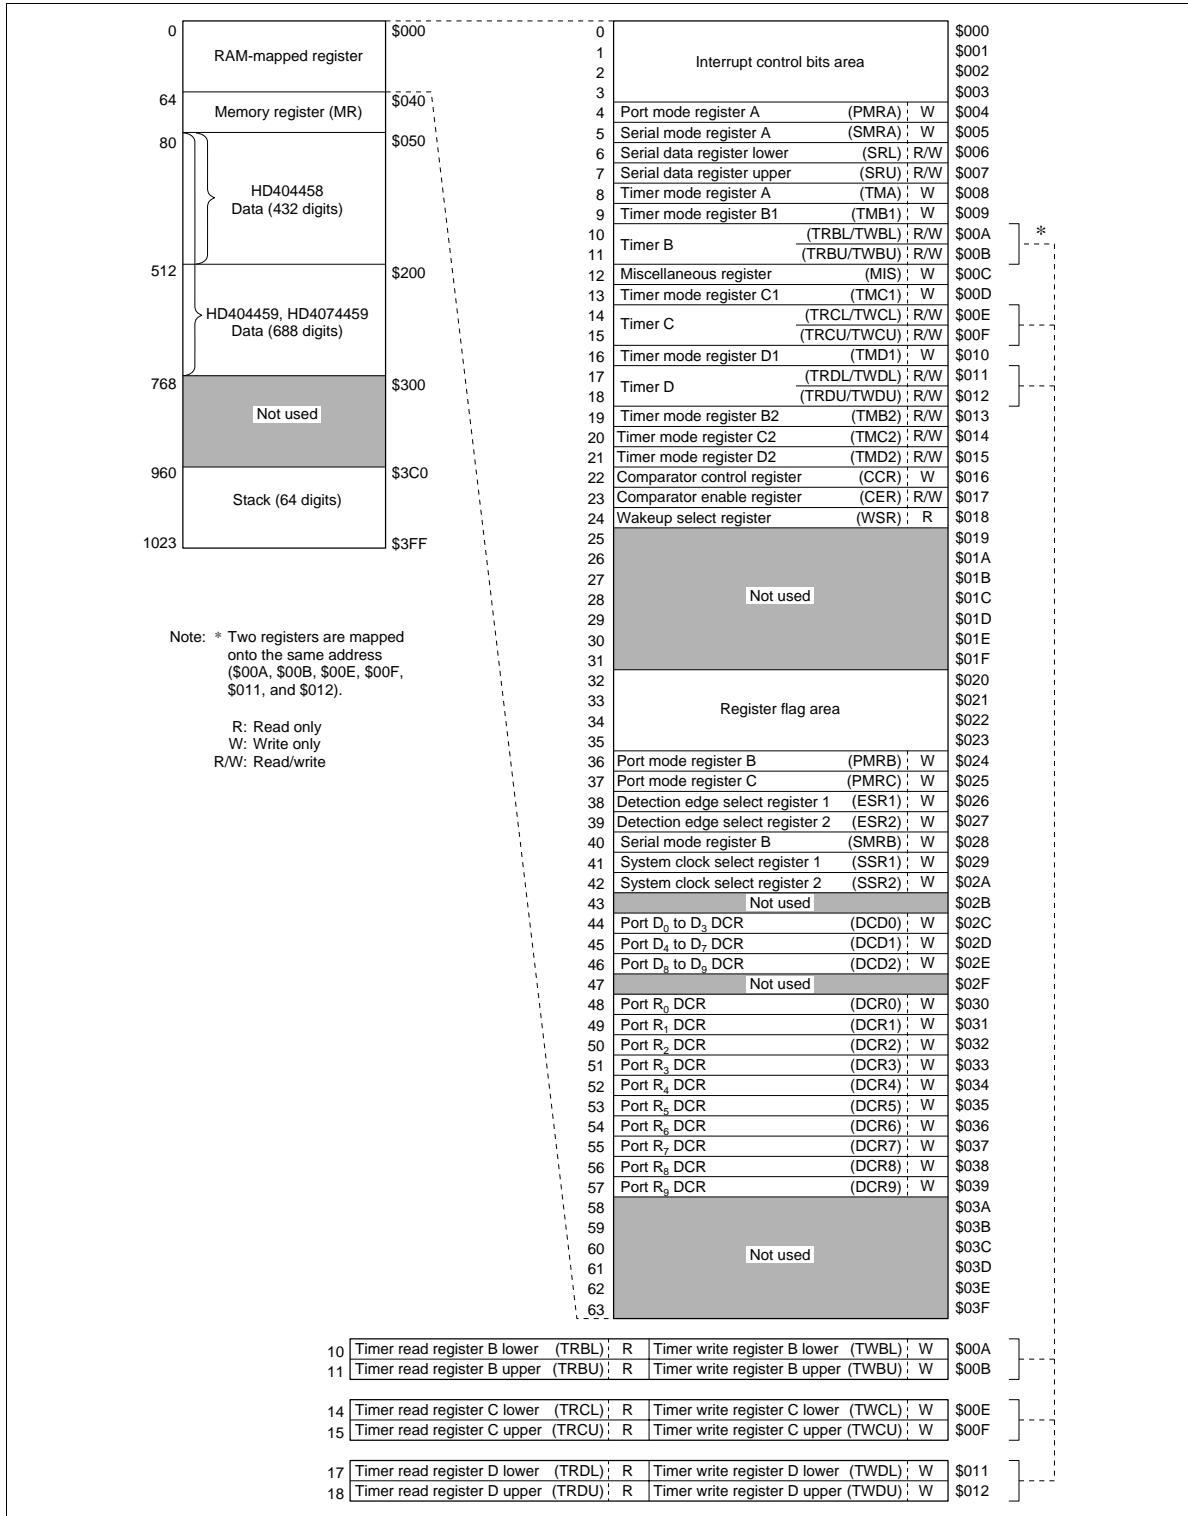 0 $000
RAM-mapped register
64 $040
Memory register (MR)
80 $050
HD404458
Data (432 digits)
512 $200
HD404459, HD4074459
Data (688 digits)
768 $300
Not used
960 $3C0
Stack (64 digits)
1023 $3FF
Note: * Two registers are mapped
onto the same address
($00A, $00B, $00E, $00F,
$011, and $012).
R: Read only
W: Write only
R/W: Read/write
0 $000
1 $001
Interrupt control bits area
2 $002
3 $003
4 Port mode register A (PMRA) W $004
5 Serial mode register A (SMRA) W $005
6 Serial data register lower (SRL) R/W $006
7 Serial data register upper (SRU) R/W $007
8 Timer mode register A (TMA) W $008
9 Timer mode register B1 (TMB1) W $009
10 (TRBL/TWBL) R/W $00A *
Timer B
11 (TRBU/TWBU) R/W $00B
12 Miscellaneous register (MIS) W $00C
13 Timer mode register C1 (TMC1) W $00D
14 (TRCL/TWCL) R/W $00E
Timer C
15 (TRCU/TWCU) R/W $00F
16 Timer mode register D1 (TMD1) W $010
17 (TRDL/TWDL) R/W $011
Timer D
18 (TRDU/TWDU) R/W $012
19 Timer mode register B2 (TMB2) R/W $013
20 Timer mode register C2 (TMC2) R/W $014
21 Timer mode register D2 (TMD2) R/W $015
22 Comparator control register (CCR) W $016
23 Comparator enable register (CER) R/W $017
24 Wakeup select register (WSR) R $018
25 $019
26 $01A
27 $01B
28 Not used $01C
29 $01D
30 $01E
31 $01F
32 $020
33 $021
Register flag area
34 $022
35 $023
36 Port mode register B (PMRB) W $024
37 Port mode register C (PMRC) W $025
38 Detection edge select register 1 (ESR1) W $026
39 Detection edge select register 2 (ESR2) W $027
40 Serial mode register B (SMRB) W $028
41 System clock select register 1 (SSR1) W $029
42 System clock select register 2 (SSR2) W $02A
43 Not used $02B
44 Port D₀ to D₃ DCR (DCD0) W $02C
45 Port D₄ to D₇ DCR (DCD1) W $02D
46 Port D₈ to D₉ DCR (DCD2) W $02E
47 Not used $02F
48 Port R₀ DCR (DCR0) W $030
49 Port R₁ DCR (DCR1) W $031
50 Port R₂ DCR (DCR2) W $032
51 Port R₃ DCR (DCR3) W $033
52 Port R₄ DCR (DCR4) W $034
53 Port R₅ DCR (DCR5) W $035
54 Port R₆ DCR (DCR6) W $036
55 Port R₇ DCR (DCR7) W $037
56 Port R₈ DCR (DCR8) W $038
57 Port R₉ DCR (DCR9) W $039
58 $03A
59 $03B
60 Not used $03C
61 $03D
62 $03E
63 $03F
10 Timer read register B lower (TRBL) R Timer write register B lower (TWBL) W $00A
11 Timer read register B upper (TRBU) R Timer write register B upper (TWBU) W $00B
14 Timer read register C lower (TRCL) R Timer write register C lower (TWCL) W $00E
15 Timer read register C upper (TRCU) R Timer write register C upper (TWCU) W $00F
17 Timer read register D lower (TRDL) R Timer write register D lower (TWDL) W $011
18 Timer read register D upper (TRDU) R Timer write register D upper (TWDU) W $012